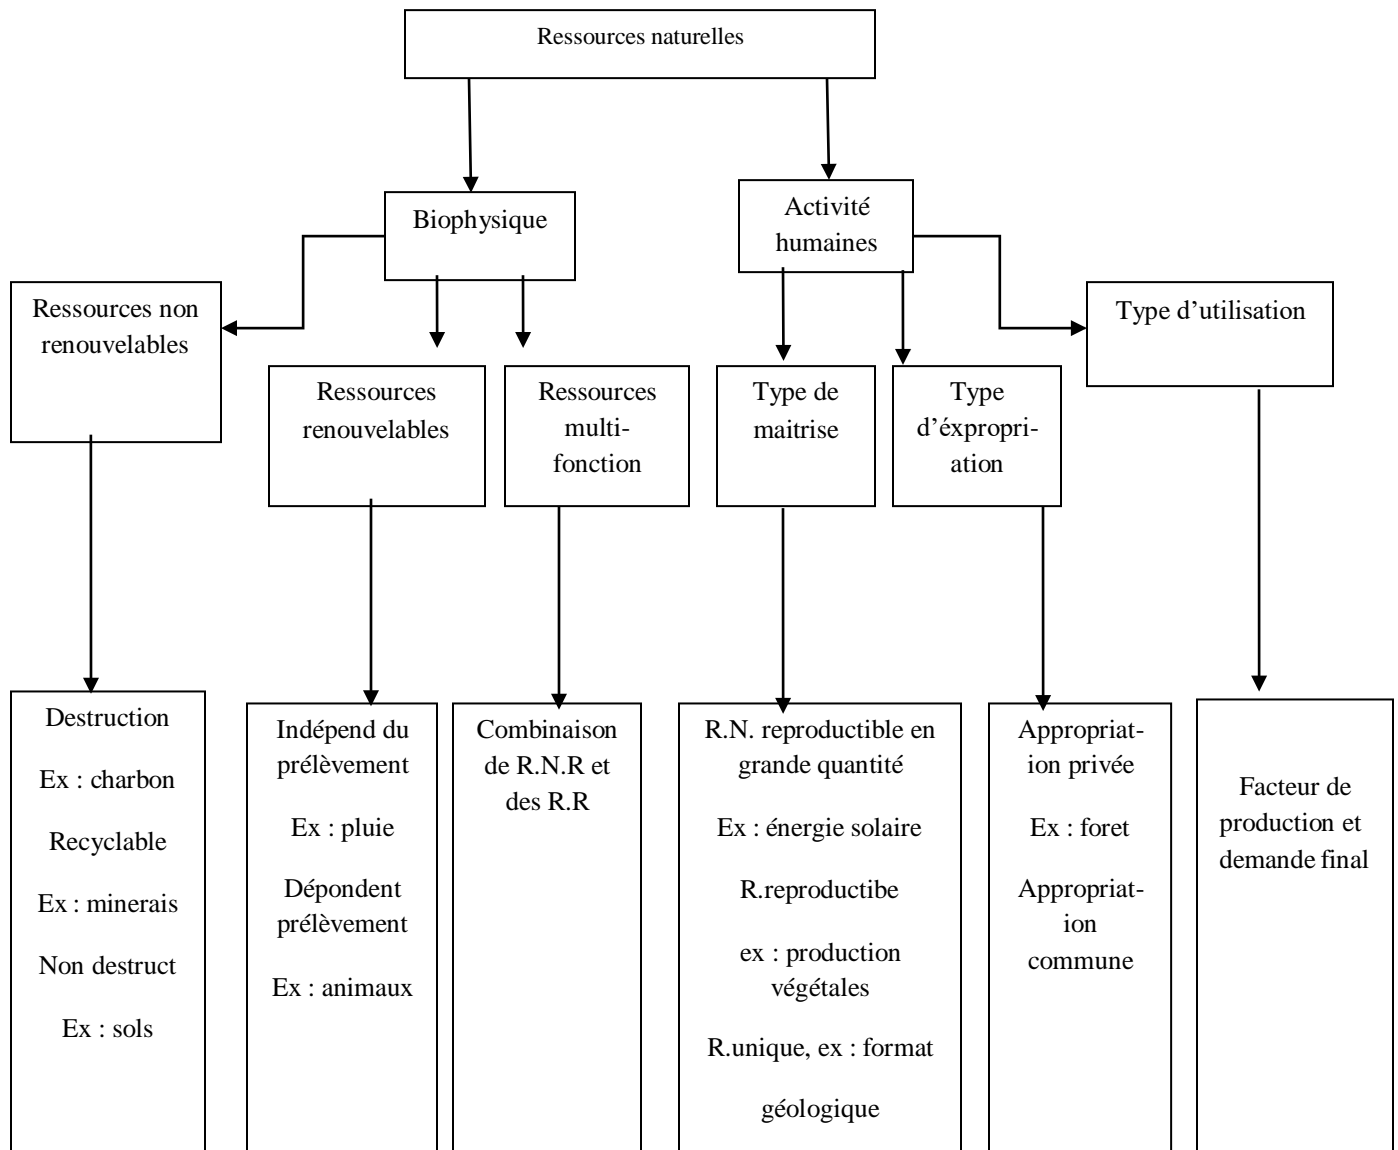 Ressources naturelles
Biophysique
Activité
humaines
Ressources non
renouvelables
Type d’utilisation
Ressources
renouvelables
Ressources
multi-
fonction
Type de
maitrise
Type
d’éxpropri-
ation
Destruction
Ex : charbon
Recyclable
Ex : minerais
Non destruct
Ex : sols
Indépend du
prélèvement
Ex : pluie
Dépondent
prélèvement
Ex : animaux
Combinaison
de R.N.R et
des R.R
R.N. reproductible en
grande quantité
Ex : énergie solaire
R.reproductibe
ex : production
végétales
R.unique, ex : format
géologique
Appropriat-
ion privée
Ex : foret
Appropriat-
ion
commune
Facteur de
production et
demande final